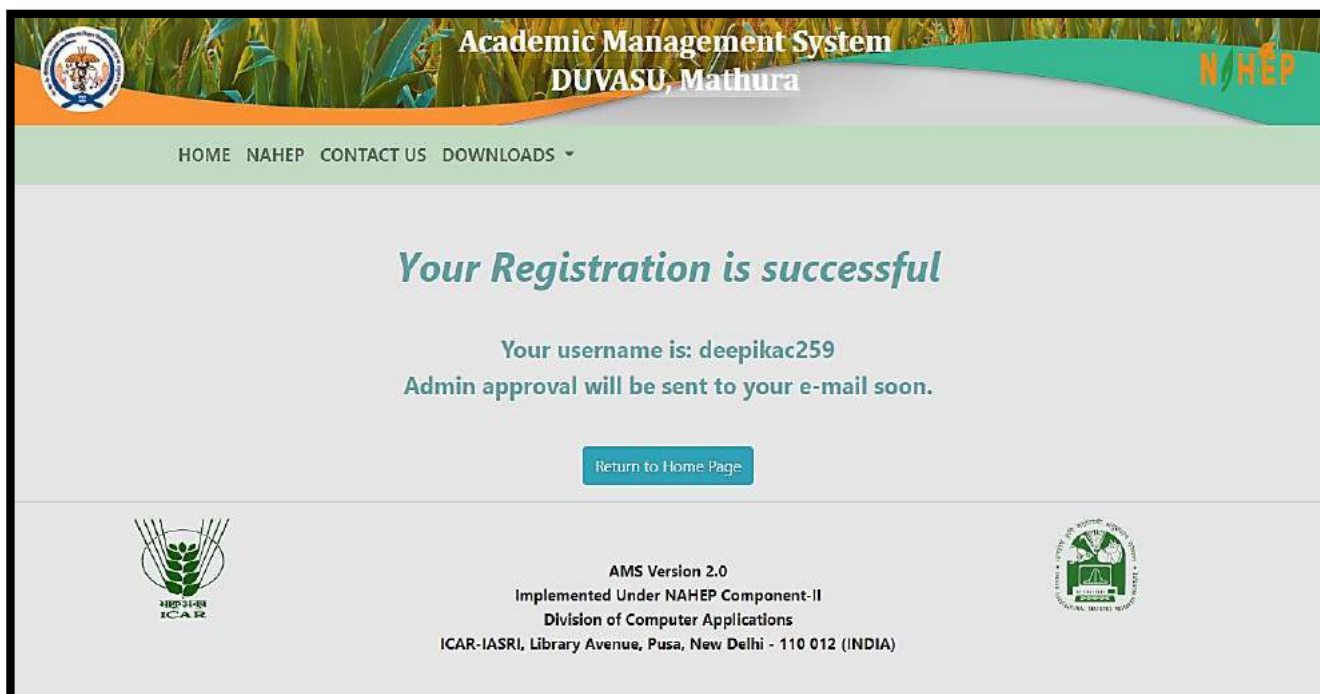 Academic Management System
DUVASU, Mathura
NAHEP
HOME NAHEP CONTACT US DOWNLOADS
Your Registration is successful
Your username is: deepikac259
Admin approval will be sent to your e-mail soon.
Return to Home Page
भाकृअनुप
ICAR
AMS Version 2.0
Implemented Under NAHEP Component-II
Division of Computer Applications
ICAR-IASRI, Library Avenue, Pusa, New Delhi - 110 012 (INDIA)